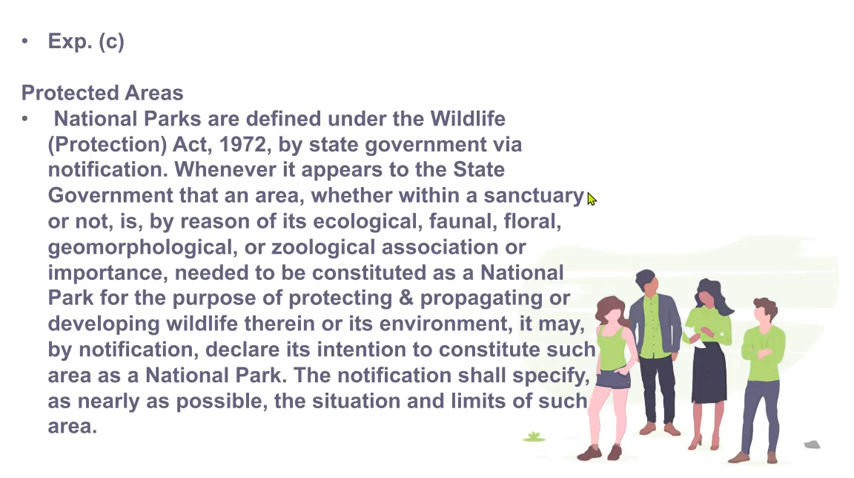 • Exp. (c)
Protected Areas
• National Parks are defined under the Wildlife
(Protection) Act, 1972, by state government via
notification. Whenever it appears to the State
Government that an area, whether within a sanctuary
or not, is, by reason of its ecological, faunal, floral,
geomorphological, or zoological association or
importance, needed to be constituted as a National
Park for the purpose of protecting & propagating or
developing wildlife therein or its environment, it may,
by notification, declare its intention to constitute such
area as a National Park. The notification shall specify,
as nearly as possible, the situation and limits of such
area.